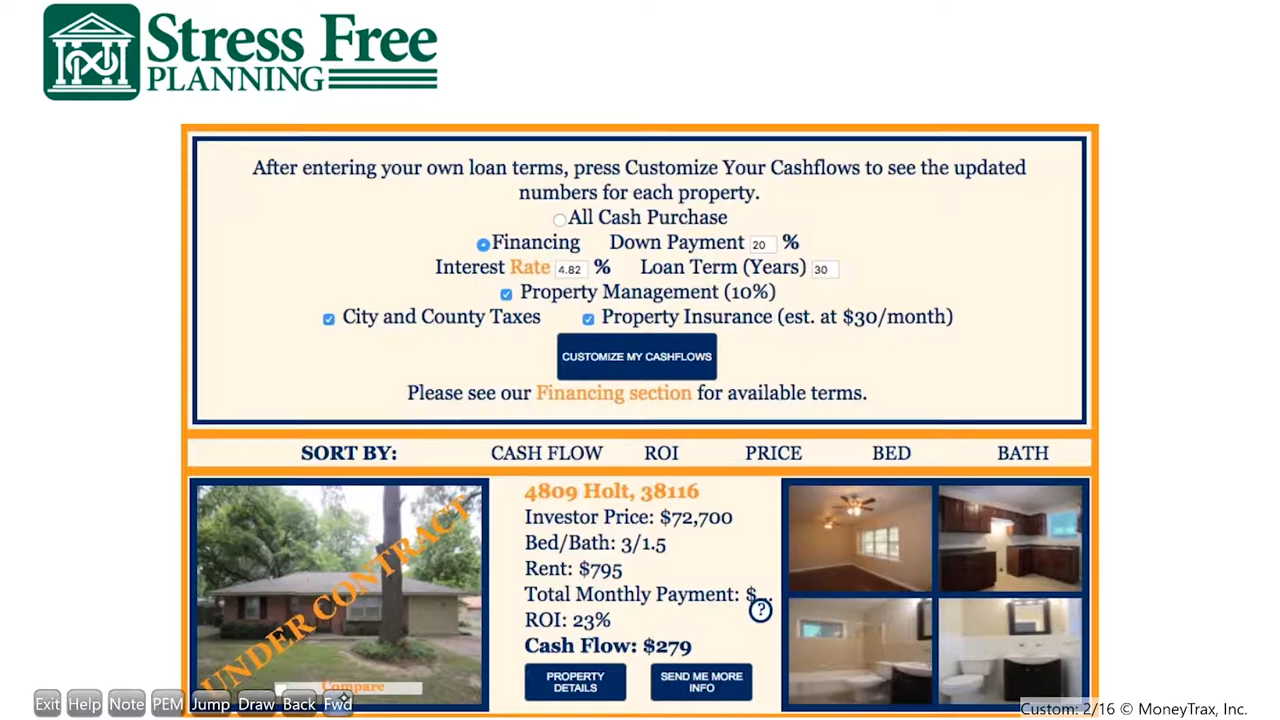 Stress Free
PLANNING
After entering your own loan terms, press Customize Your Cashflows to see the updated
numbers for each property.
All Cash Purchase
Financing Down Payment 20 %
Interest Rate 4.82 % Loan Term (Years) 30
Property Management (10%)
City and County Taxes Property Insurance (est. at $30/month)
CUSTOMIZE MY CASHFLOWS
Please see our Financing section for available terms.
SORT BY: CASH FLOW ROI PRICE BED BATH
UNDER CONTRACT
Compare
4809 Holt, 38116
Investor Price: $72,700
Bed/Bath: 3/1.5
Rent: $795
Total Monthly Payment: $...
?
ROI: 23%
Cash Flow: $279
PROPERTY
DETAILS
SEND ME MORE
INFO
Exit Help Note PEM Jump Draw Back Fwd
Custom: 2/16 © MoneyTrax, Inc.